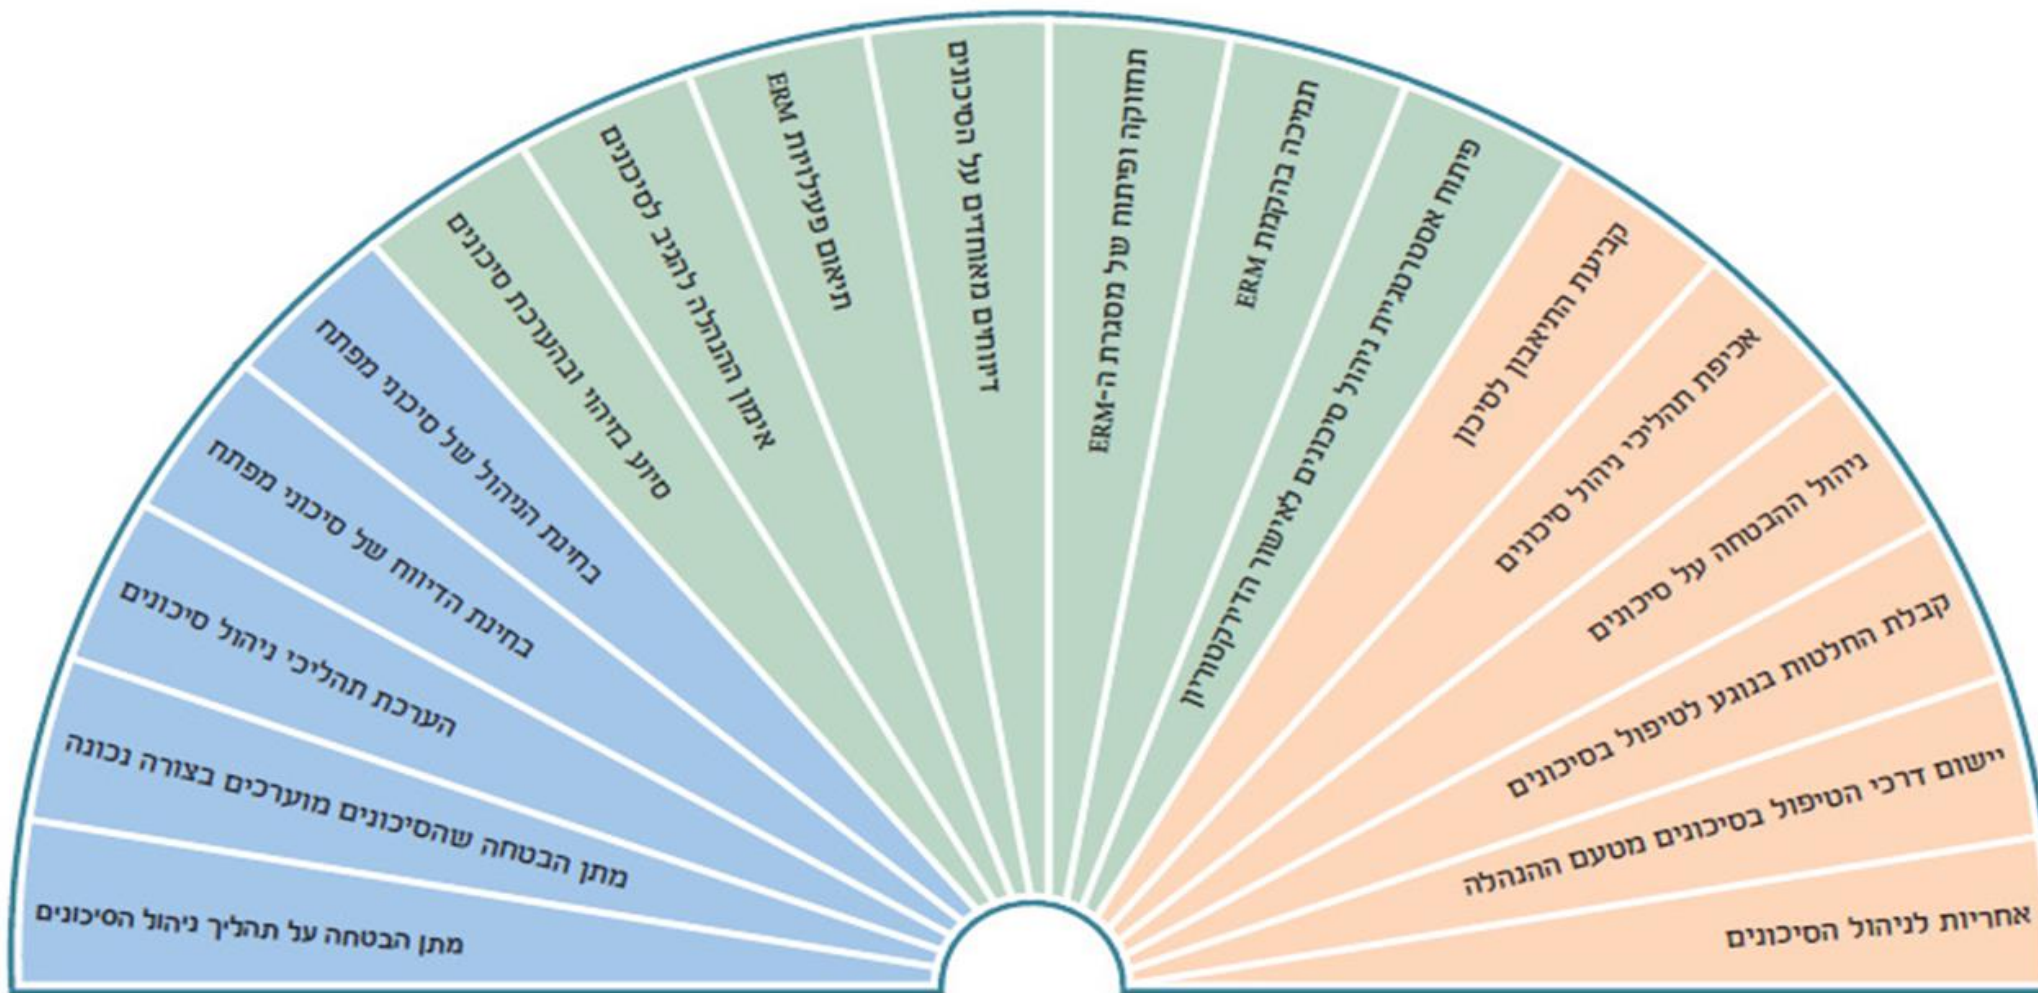 מתן הבטחה על תהליך ניהול הסיכונים
מתן הבטחה שהסיכונים מוערכים בצורה נכונה
הערכת תהליכי ניהול סיכונים
בחינת הדיווח של סיכוני מפתח
בחינת הניהול של סיכוני מפתח
סיוע בזיהוי ובהערכת סיכונים
אימון ההנהלה להגיב לסיכונים
תיאום פעילויות ERM
דיווחים מאוחדים על הסיכונים
תחזוקה ופיתוח של מסגרת ה-ERM
תמיכה בהקמת ERM
פיתוח אסטרטגיית ניהול סיכונים לאישור הדירקטוריון
קביעת התיאבון לסיכון
אכיפת תהליכי ניהול סיכונים
ניהול ההבטחה על סיכונים
קבלת החלטות בנוגע לטיפול בסיכונים
יישום דרכי הטיפול בסיכונים מטעם ההנהלה
אחריות לניהול הסיכונים